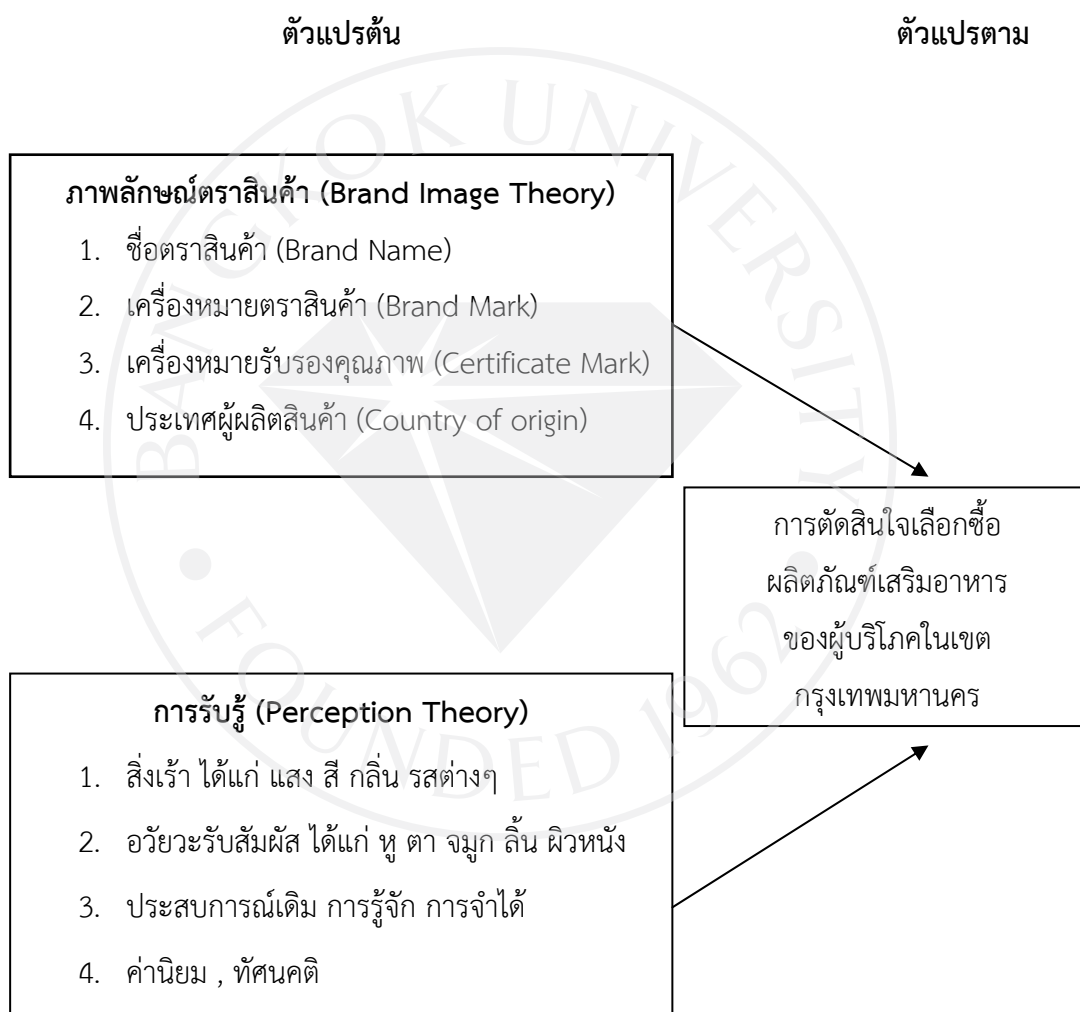 ตัวแปรต้น
ตัวแปรตาม
ภาพลักษณ์ตราสินค้า (Brand Image Theory)
1. ชื่อตราสินค้า (Brand Name)
2. เครื่องหมายตราสินค้า (Brand Mark)
3. เครื่องหมายรับรองคุณภาพ (Certificate Mark)
4. ประเทศผู้ผลิตสินค้า (Country of origin)
การตัดสินใจเลือกซื้อ
ผลิตภัณฑ์เสริมอาหาร
ของผู้บริโภคในเขต
กรุงเทพมหานคร
การรับรู้ (Perception Theory)
1. สิ่งเร้า ได้แก่ แสง สี กลิ่น รสต่างๆ
2. อวัยวะรับสัมผัส ได้แก่ หู ตา จมูก ลิ้น ผิวหนัง
3. ประสบการณ์เดิม การรู้จัก การจำได้
4. ค่านิยม , ทัศนคติ
BANGKOK UNIVERSITY
FOUNDED 1962